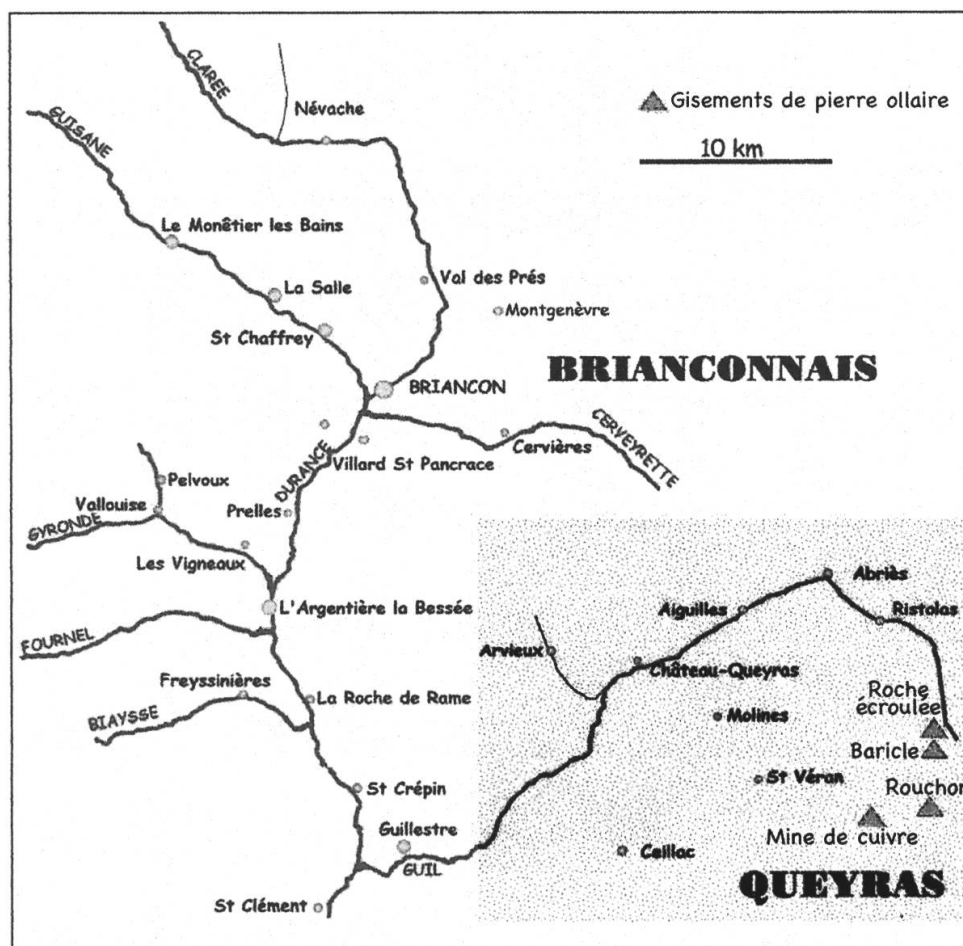 CLAREE
Névache
Gisements de pierre ollaire
10 km
GUISANE
Le Monêtier les Bains
La Salle
Val des Prés
Montgenèvre
St Chaffrey
BRIANCONNAIS
BRIANCON
CERVEYRETTE
Cervières
DURANCE
Villard St Pancrace
Pelvoux
Vallouise
Prelles
GYRONDE
Les Vigneaux
Abriès
L'Argentière la Bessée
Aiguilles
Ristolas
FOURNEL
Arvieux
Château-Queyras
Freyssinières
La Roche de Rame
Roche
écroulée
Molines
BIAYSSE
Baricle
St Véran
St Crépin
Rouchon
Guillestre
Mine de cuivre
Ceillac
GUIL
QUEYRAS
St Clément